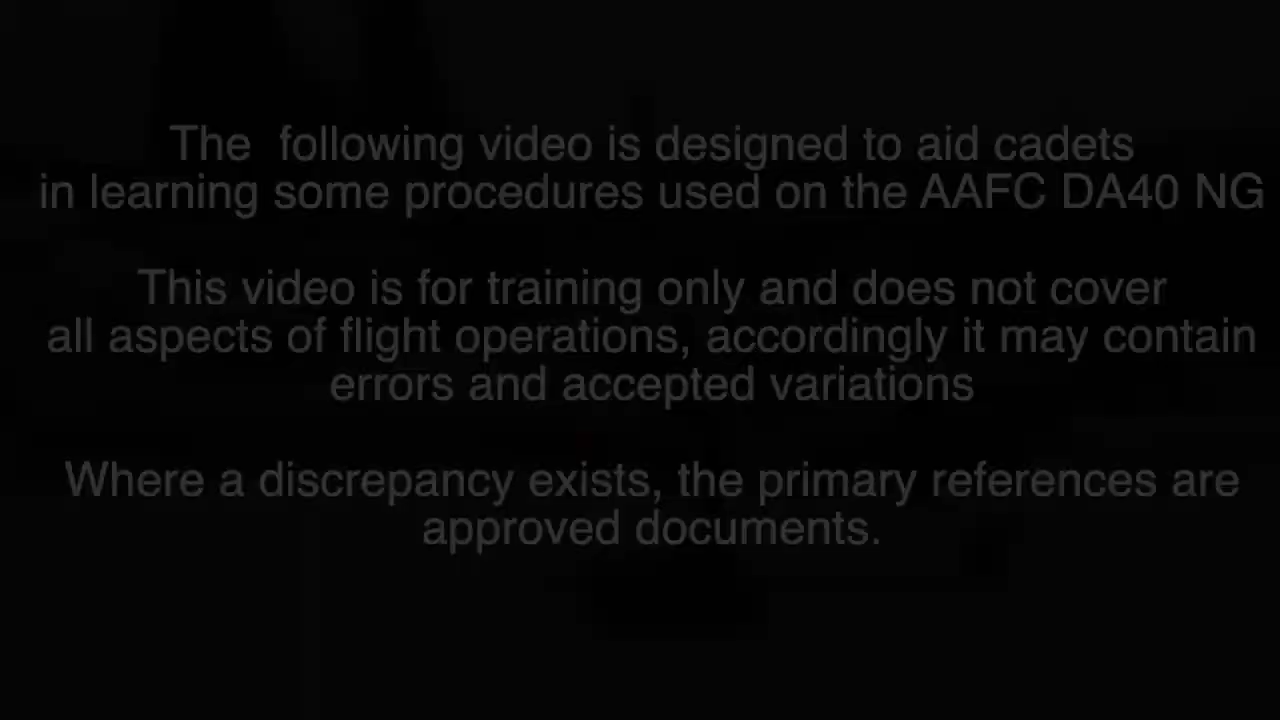 The  following video is designed to aid cadets
in learning some procedures used on the AAFC DA40 NG
This video is for training only and does not cover
all aspects of flight operations, accordingly it may contain
errors and accepted variations
Where a discrepancy exists, the primary references are
approved documents.